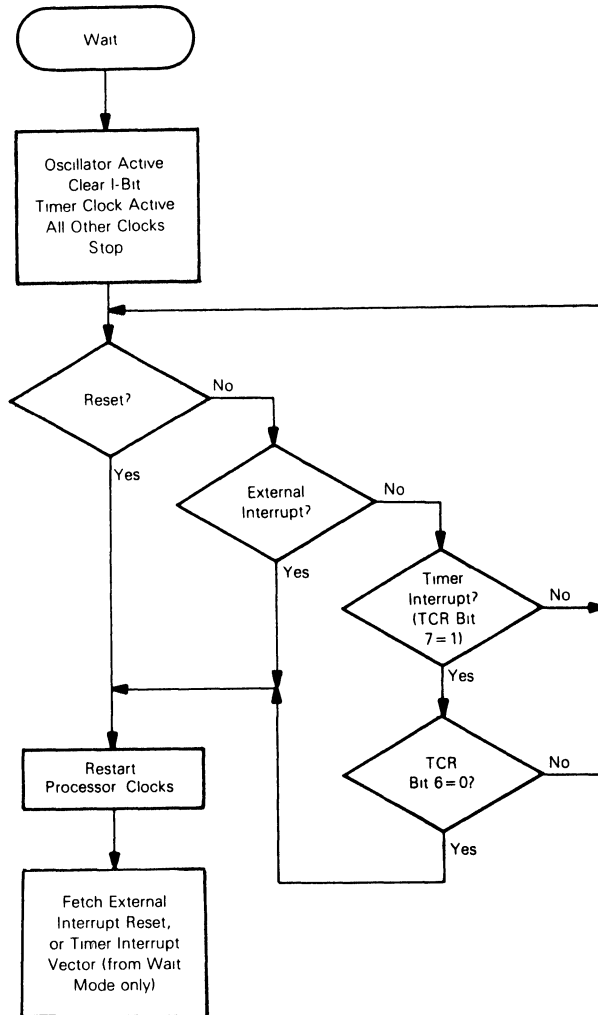 Wait
Oscillator Active
Clear I-Bit
Timer Clock Active
All Other Clocks
Stop
Reset?
No
Yes
External
Interrupt?
No
Yes
Timer
Interrupt?
(TCR Bit
7=1)
No
Yes
TCR
Bit 6=0?
No
Yes
Restart
Processor Clocks
Fetch External
Interrupt Reset,
or Timer Interrupt
Vector (from Wait
Mode only)